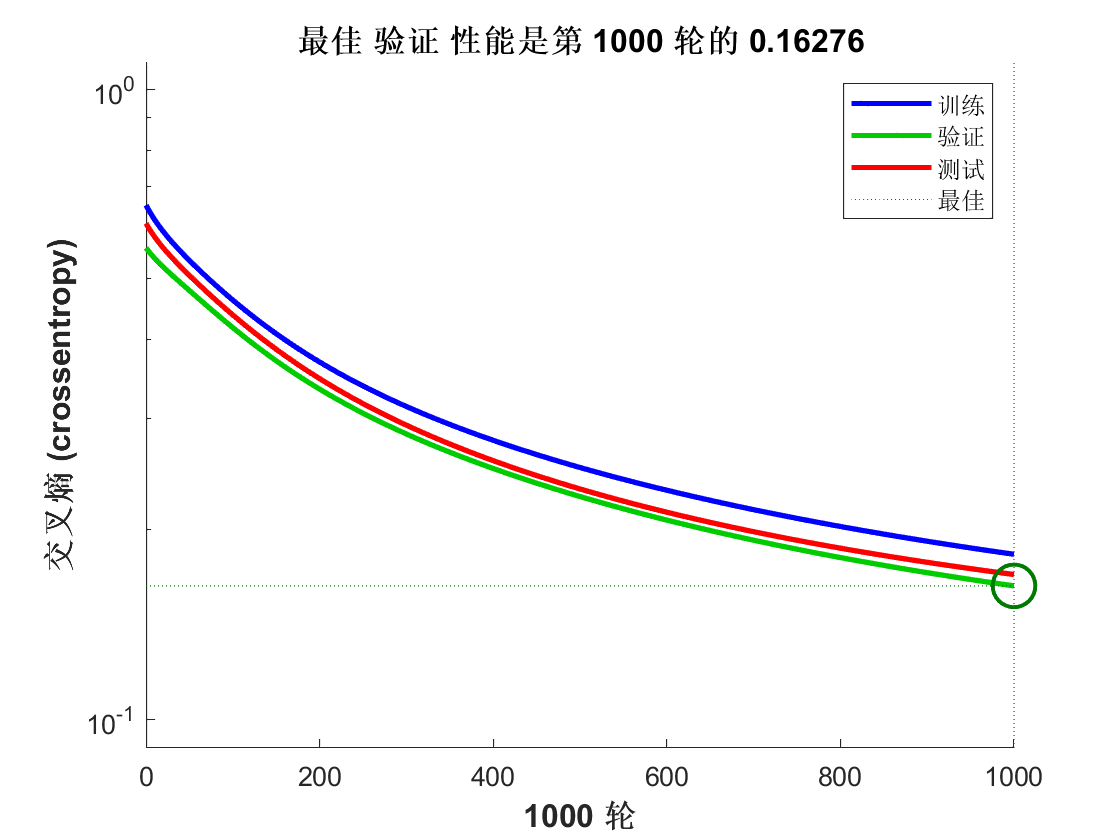 最佳 验证 性能是第 1000 轮的 0.16276
10^0
训练
验证
测试
最佳
交叉熵 (crossentropy)
10^-1
0 200 400 600 800 1000
1000 轮